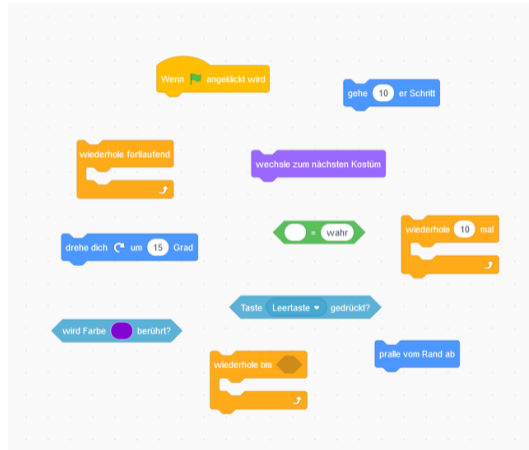 Wenn angeklickt wird
gehe 10 er Schritt
wiederhole fortlaufend
wechsle zum nächsten Kostüm
drehe dich um 15 Grad
= wahr
wiederhole 10 mal
Taste Leertaste gedrückt?
wird Farbe berührt?
wiederhole bis
pralle vom Rand ab